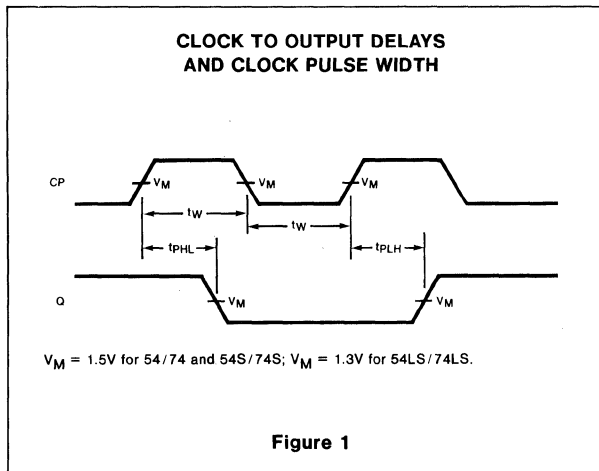 CLOCK TO OUTPUT DELAYS
AND CLOCK PULSE WIDTH
CP
VM VM VM
tW tW
tPHL tPLH
Q
VM VM
VM = 1.5V for 54/74 and 54S/74S; VM = 1.3V for 54LS/74LS.
Figure 1